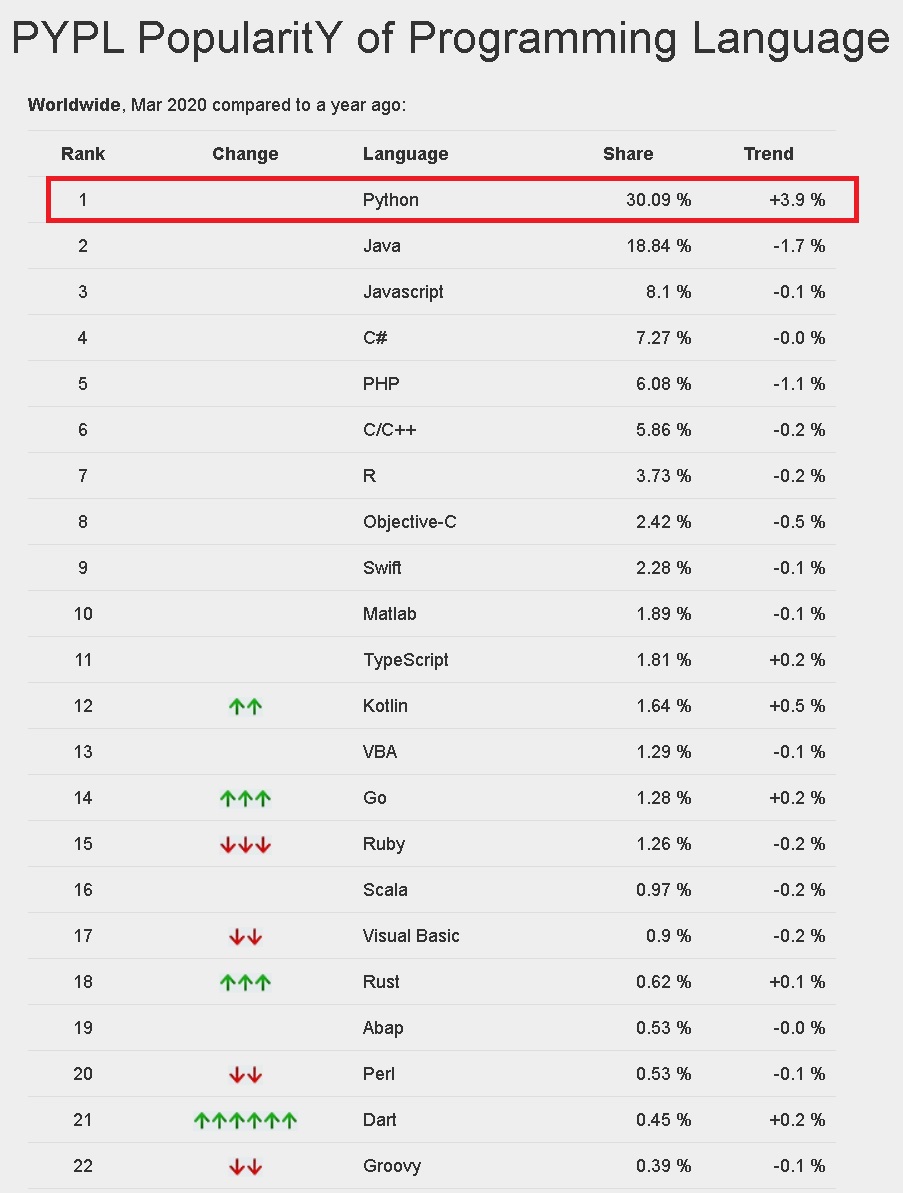 PYPL PopularitY of Programming Language
Worldwide, Mar 2020 compared to a year ago:
Rank Change Language Share Trend
1 Python 30.09 % +3.9 %
2 Java 18.84 % -1.7 %
3 Javascript 8.1 % -0.1 %
4 C# 7.27 % -0.0 %
5 PHP 6.08 % -1.1 %
6 C/C++ 5.86 % -0.2 %
7 R 3.73 % -0.2 %
8 Objective-C 2.42 % -0.5 %
9 Swift 2.28 % -0.1 %
10 Matlab 1.89 % -0.1 %
11 TypeScript 1.81 % +0.2 %
12 ↑↑ Kotlin 1.64 % +0.5 %
13 VBA 1.29 % -0.1 %
14 ↑↑↑ Go 1.28 % +0.2 %
15 ↓↓↓ Ruby 1.26 % -0.2 %
16 Scala 0.97 % -0.2 %
17 ↓↓ Visual Basic 0.9 % -0.2 %
18 ↑↑↑ Rust 0.62 % +0.1 %
19 Abap 0.53 % -0.0 %
20 ↓↓ Perl 0.53 % -0.1 %
21 ↑↑↑↑↑↑ Dart 0.45 % +0.2 %
22 ↓↓ Groovy 0.39 % -0.1 %